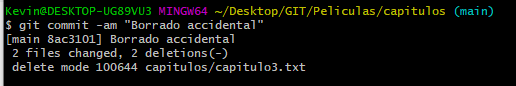 Kevin@DESKTOP-UG89VU3 MINGW64 ~/Desktop/GIT/Peliculas/capitulos (main)
$ git commit -am "Borrado accidental"
[main 8ac3101] Borrado accidental
 2 files changed, 2 deletions(-)
 delete mode 100644 capitulos/capitulo3.txt